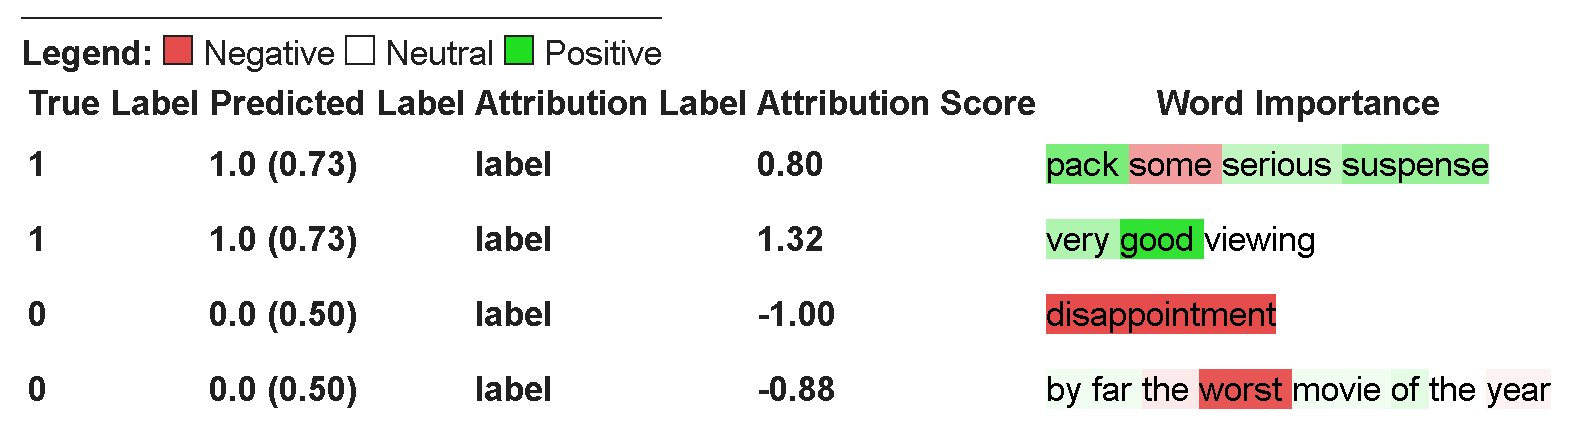 Legend: Negative Neutral Positive
True Label Predicted Label Attribution Label Attribution Score Word Importance
1 1.0 (0.73) label 0.80 pack some serious suspense
1 1.0 (0.73) label 1.32 very good viewing
0 0.0 (0.50) label -1.00 disappointment
0 0.0 (0.50) label -0.88 by far the worst movie of the year